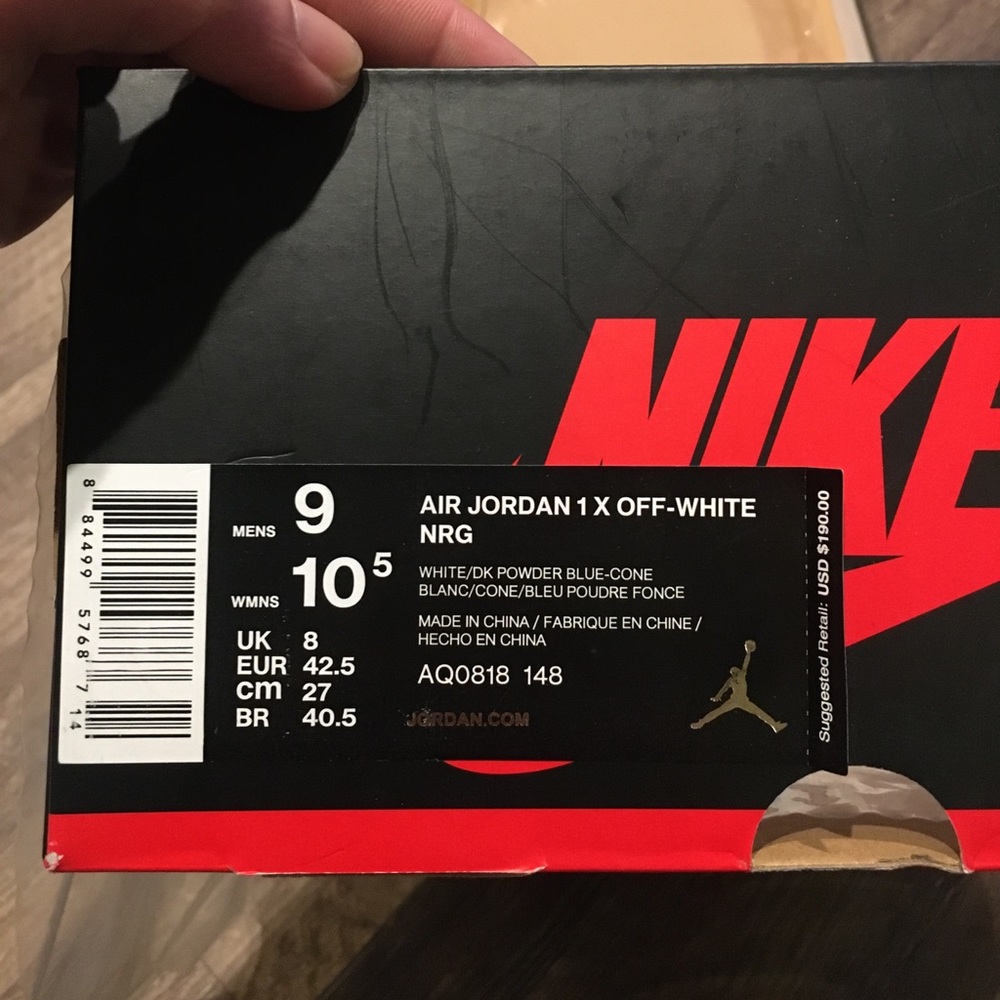 NIKE
8 84499 5768 7 14
MENS 9
WMNS 10 5
UK 8
EUR 42.5
cm 27
BR 40.5
AIR JORDAN 1 X OFF-WHITE
NRG
WHITE/DK POWDER BLUE-CONE
BLANC/CONE/BLEU POUDRE FONCE
MADE IN CHINA / FABRIQUE EN CHINE /
HECHO EN CHINA
AQ0818 148
JORDAN.COM
Suggested Retail: USD $190.00